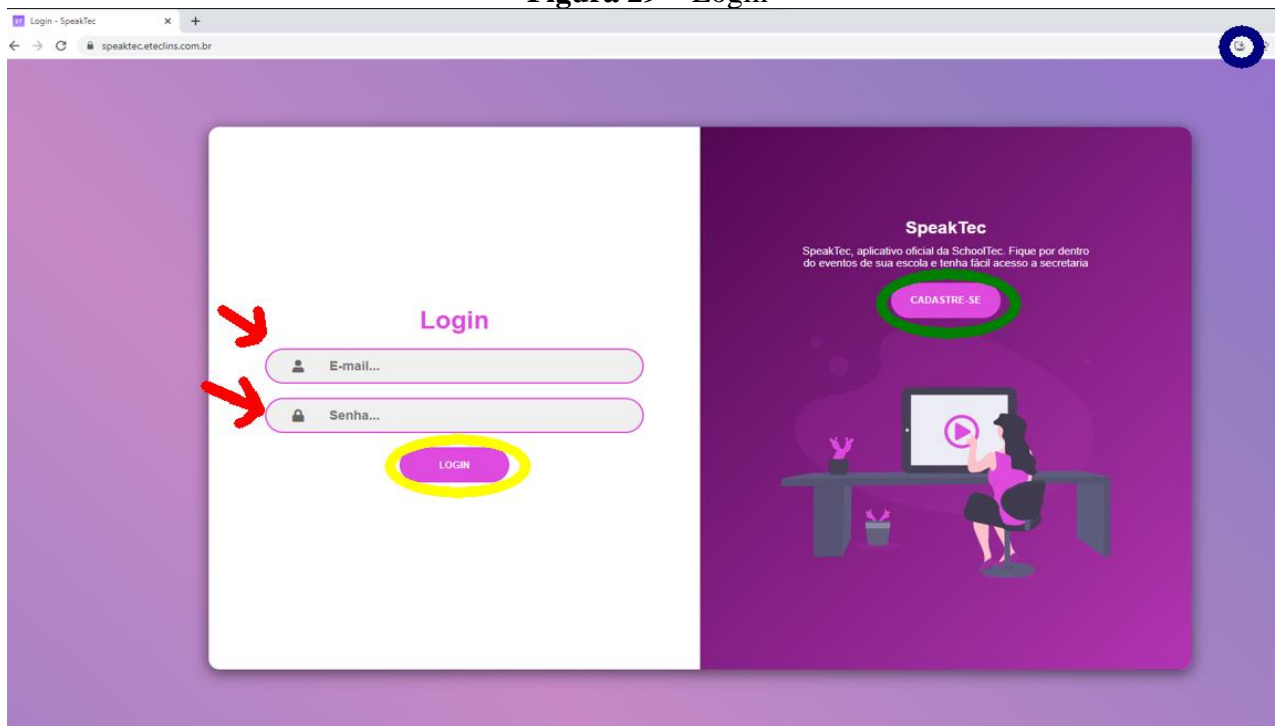 Figura 29 – Login
ST Login - SpeakTec
speaktec.eteclins.com.br
SpeakTec
SpeakTec, aplicativo oficial da SchoolTec. Fique por dentro
do eventos de sua escola e tenha fácil acesso a secretaria
CADASTRE-SE
Login
E-mail...
Senha...
LOGIN